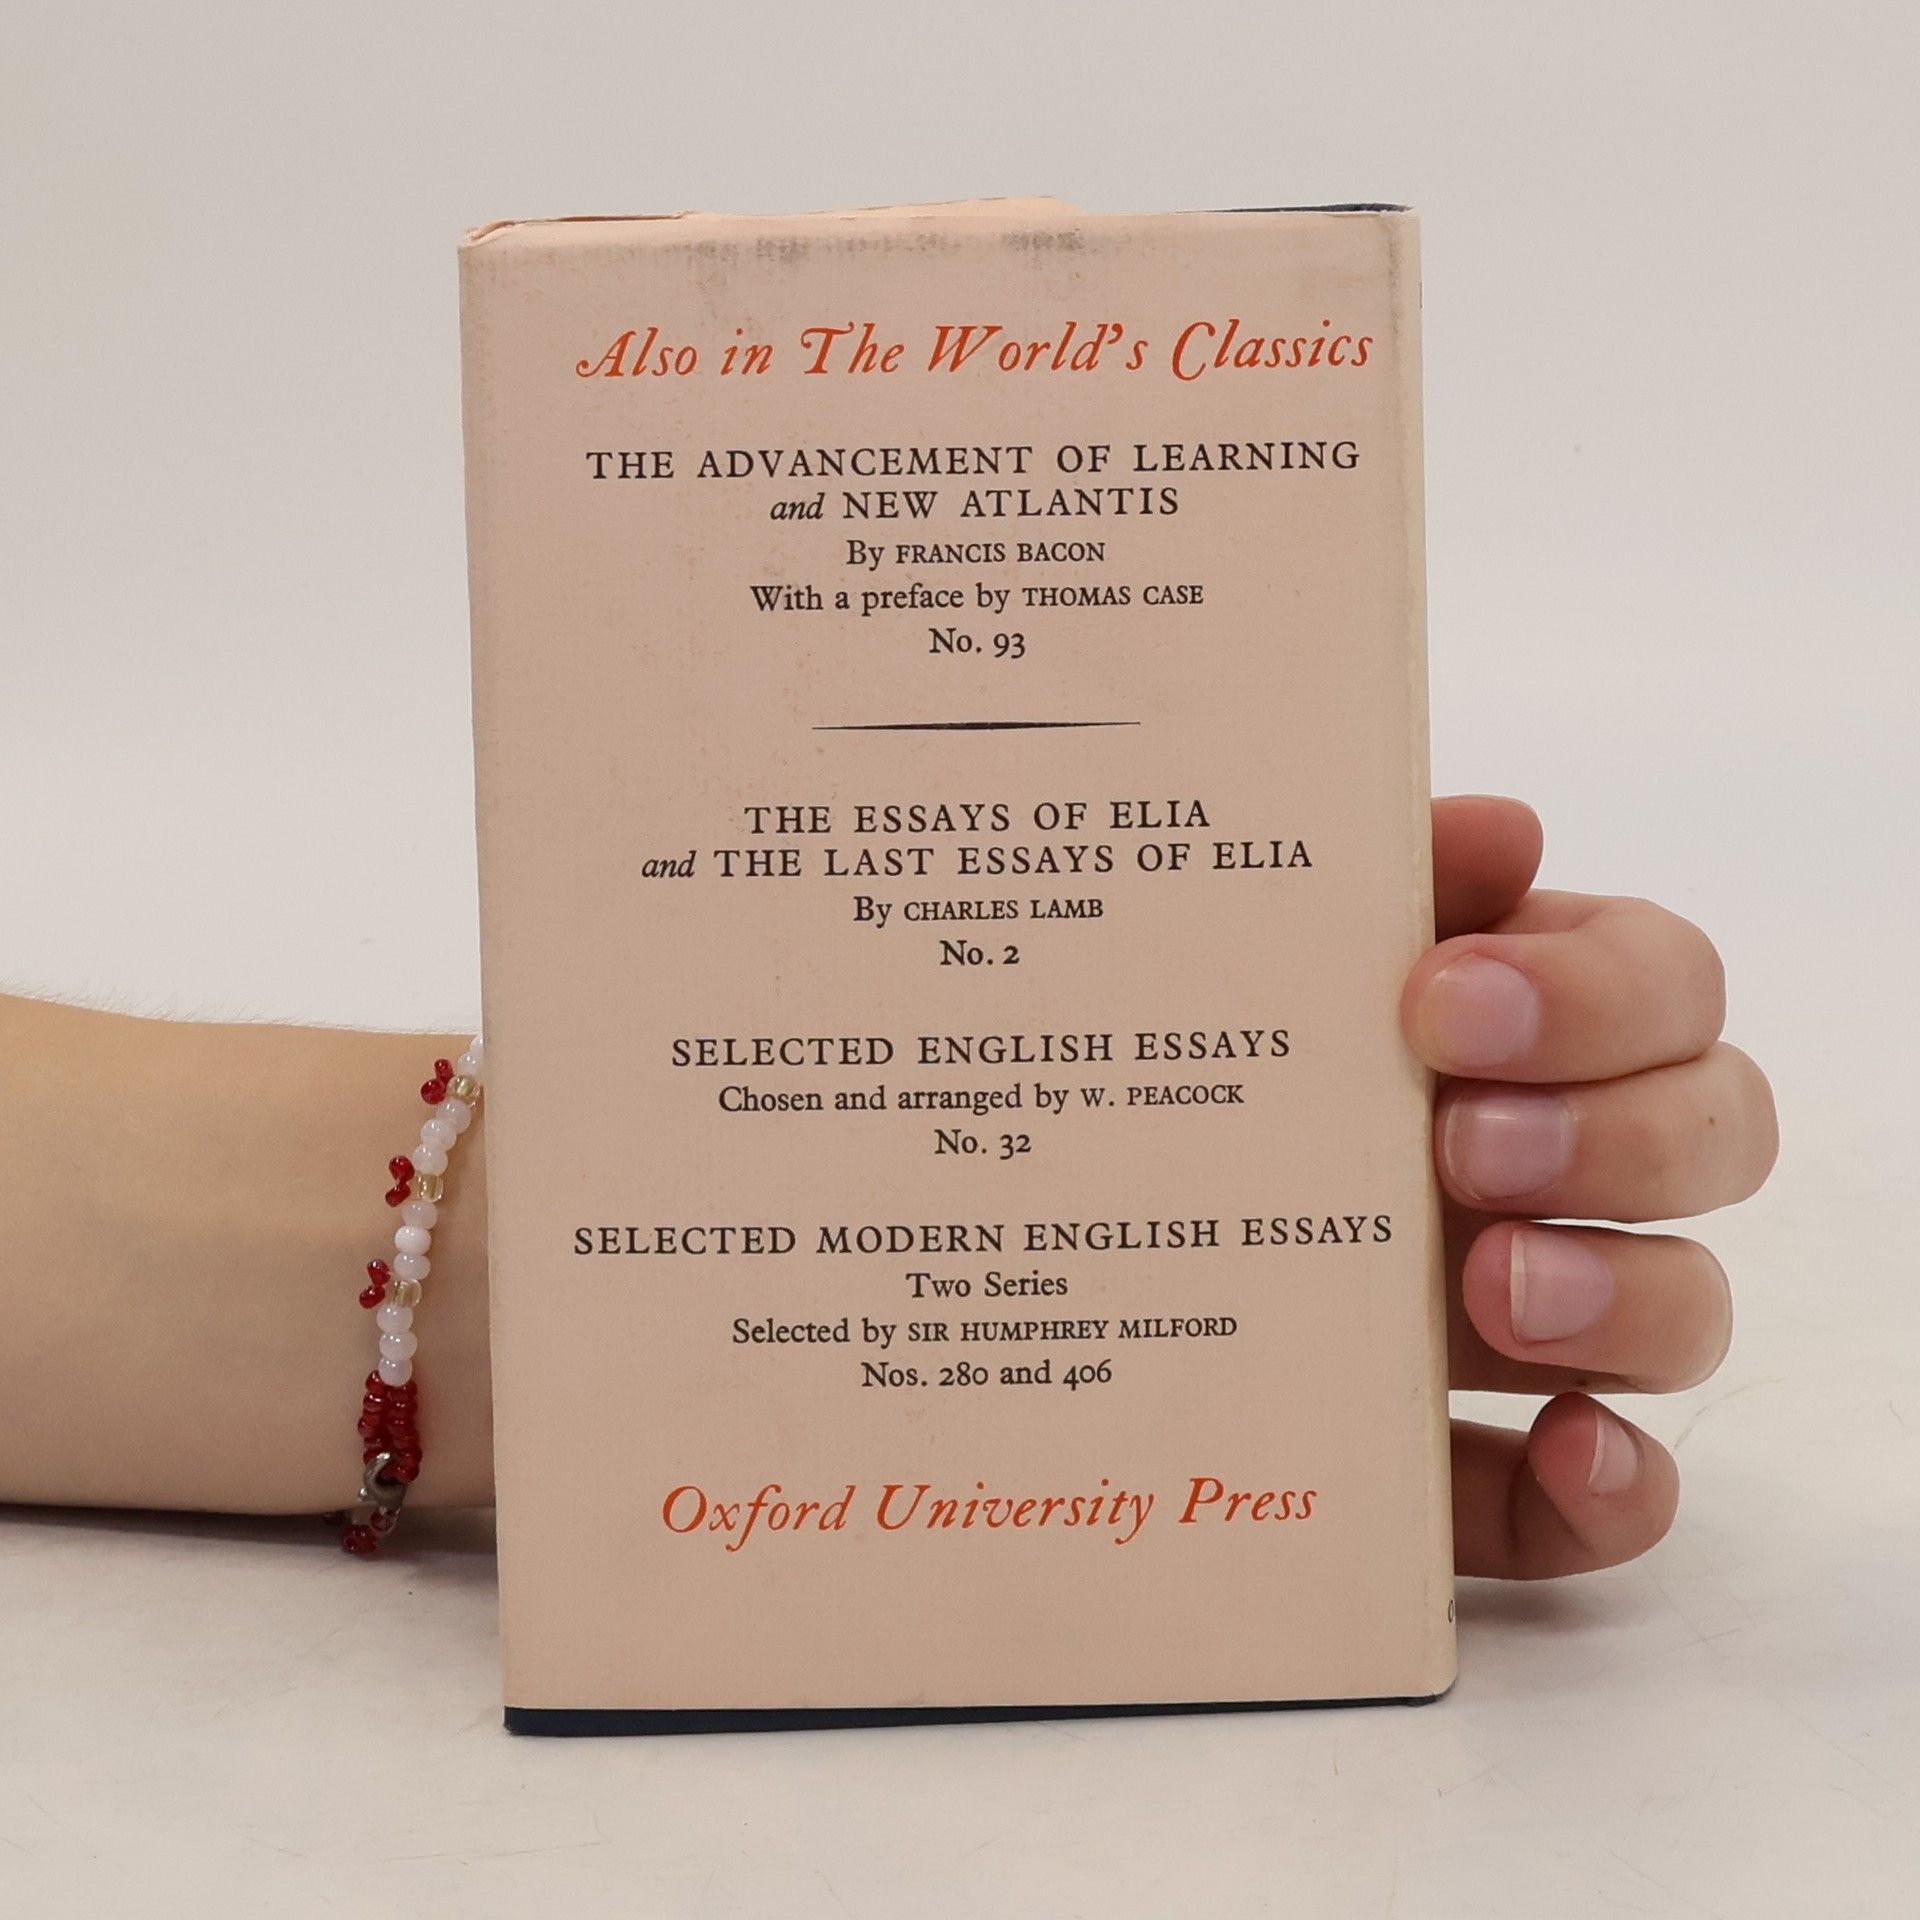 Also in The World's Classics
THE ADVANCEMENT OF LEARNING
and NEW ATLANTIS
By FRANCIS BACON
With a preface by THOMAS CASE
No. 93
THE ESSAYS OF ELIA
and THE LAST ESSAYS OF ELIA
By CHARLES LAMB
No. 2
SELECTED ENGLISH ESSAYS
Chosen and arranged by W. PEACOCK
No. 32
SELECTED MODERN ENGLISH ESSAYS
Two Series
Selected by SIR HUMPHREY MILFORD
Nos. 280 and 406
Oxford University Press